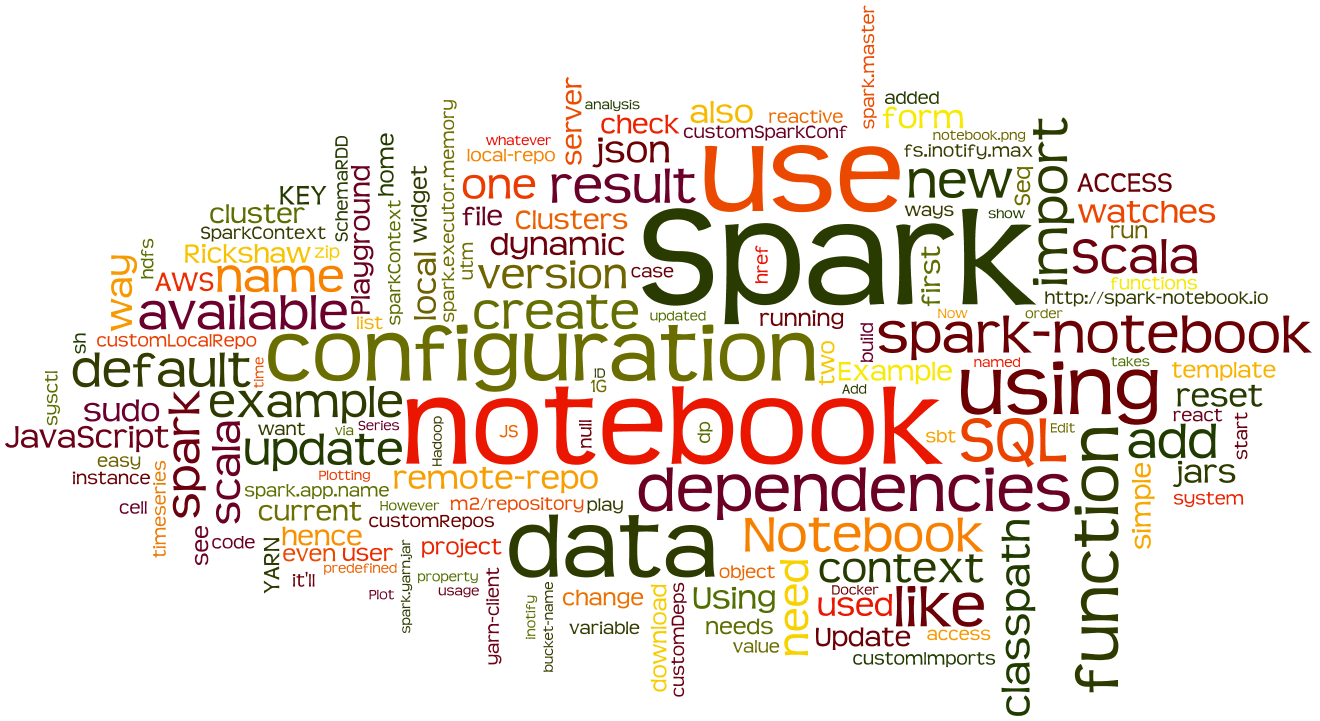 spark.master
server
analysis
also
reactive
added
form
check
customSparkConf
whatever
local-repo
json
notebook.png
fs.inotify.max
import
use
KEY
SchemaRDD
home
Playground
spark.executor.memory
widget
one
result
new
Seq
ACCESS
cluster
SparkContext
sparkContext
local
file
Clusters
ways
show
watches
run
hdfs
Rickshaw
zip
dynamic
utm
Spark
href
first
Scala
way
AWS
name
version
case
functions
http://spark-notebook.io
available
list
create
updated
running
Now
order
sh
customLocalRepo
configuration
build
spark-notebook
default
time
two
Example
named
takes
template
sysctl
ID
1G
Add
using
reset
sudo
example
notebook
react
start
JavaScript
spark
scala
want
via
Series
Hadoop
JS
null
dp
sbt
SQL
Edit
add
easy
update
instance
timeseries
Plotting
remote-repo
dependencies
function
simple
jars
system
cell
spark.app.name
current
However
m2/repository
play
customRepos
data
see
code
YARN
hence
even
user
project
Notebook
classpath
it'll
predefined
spark.yarn.jar
property
usage
object
need
context
Plot
yarn-client
inotify
bucket-name
change
variable
download
customDeps
Using
needs
value
Docker
used
like
Update
access
customImports